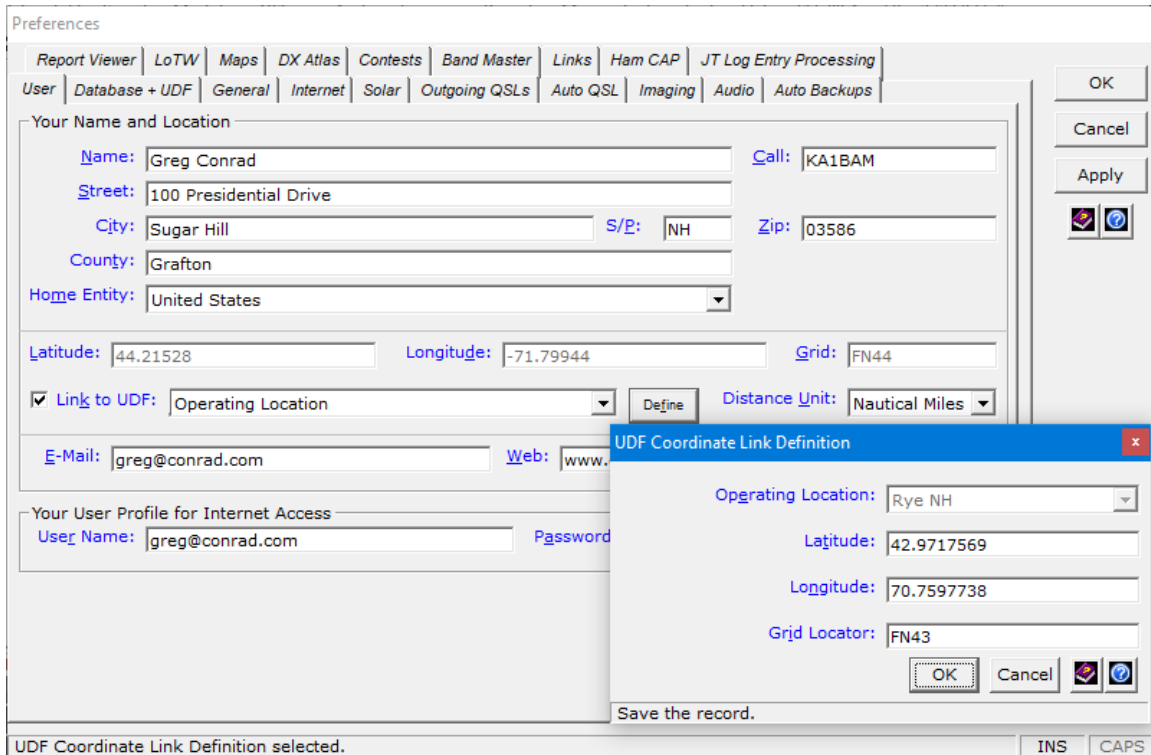 Preferences
Report Viewer LoTW Maps DX Atlas Contests Band Master Links Ham CAP JT Log Entry Processing
User Database + UDF General Internet Solar Outgoing QSLs Auto QSL Imaging Audio Auto Backups
OK
Cancel
Apply
Your Name and Location
Name: Greg Conrad Call: KA1BAM
Street: 100 Presidential Drive
City: Sugar Hill S/P: NH Zip: 03586
County: Grafton
Home Entity: United States
Latitude: 44.21528 Longitude: -71.79944 Grid: FN44
Link to UDF: Operating Location Define Distance Unit: Nautical Miles
E-Mail: greg@conrad.com Web: www.
Your User Profile for Internet Access
User Name: greg@conrad.com Password
UDF Coordinate Link Definition
x
Operating Location: Rye NH
Latitude: 42.9717569
Longitude: 70.7597738
Grid Locator: FN43
OK Cancel
Save the record.
UDF Coordinate Link Definition selected. INS CAPS